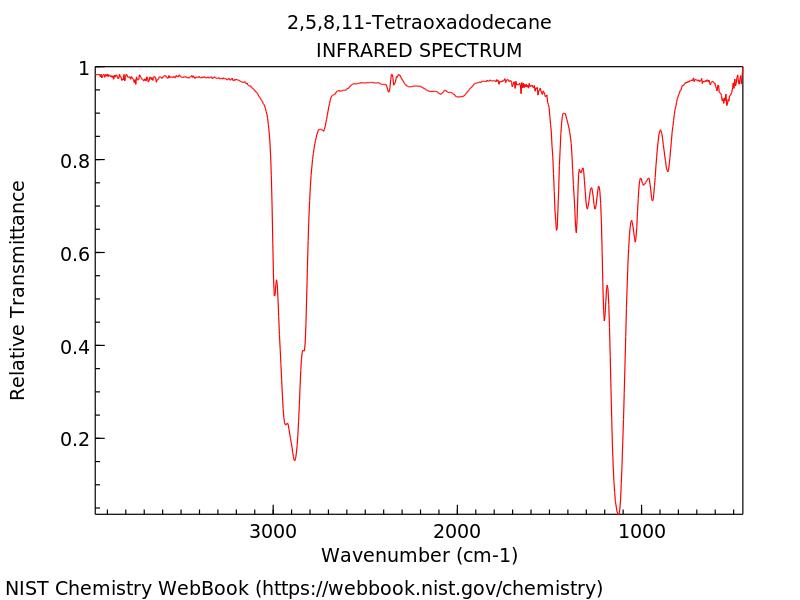 2,5,8,11-Tetraoxadodecane
INFRARED SPECTRUM
Relative Transmittance
1
0.8
0.6
0.4
0.2
3000
2000
1000
Wavenumber (cm-1)
NIST Chemistry WebBook (https://webbook.nist.gov/chemistry)